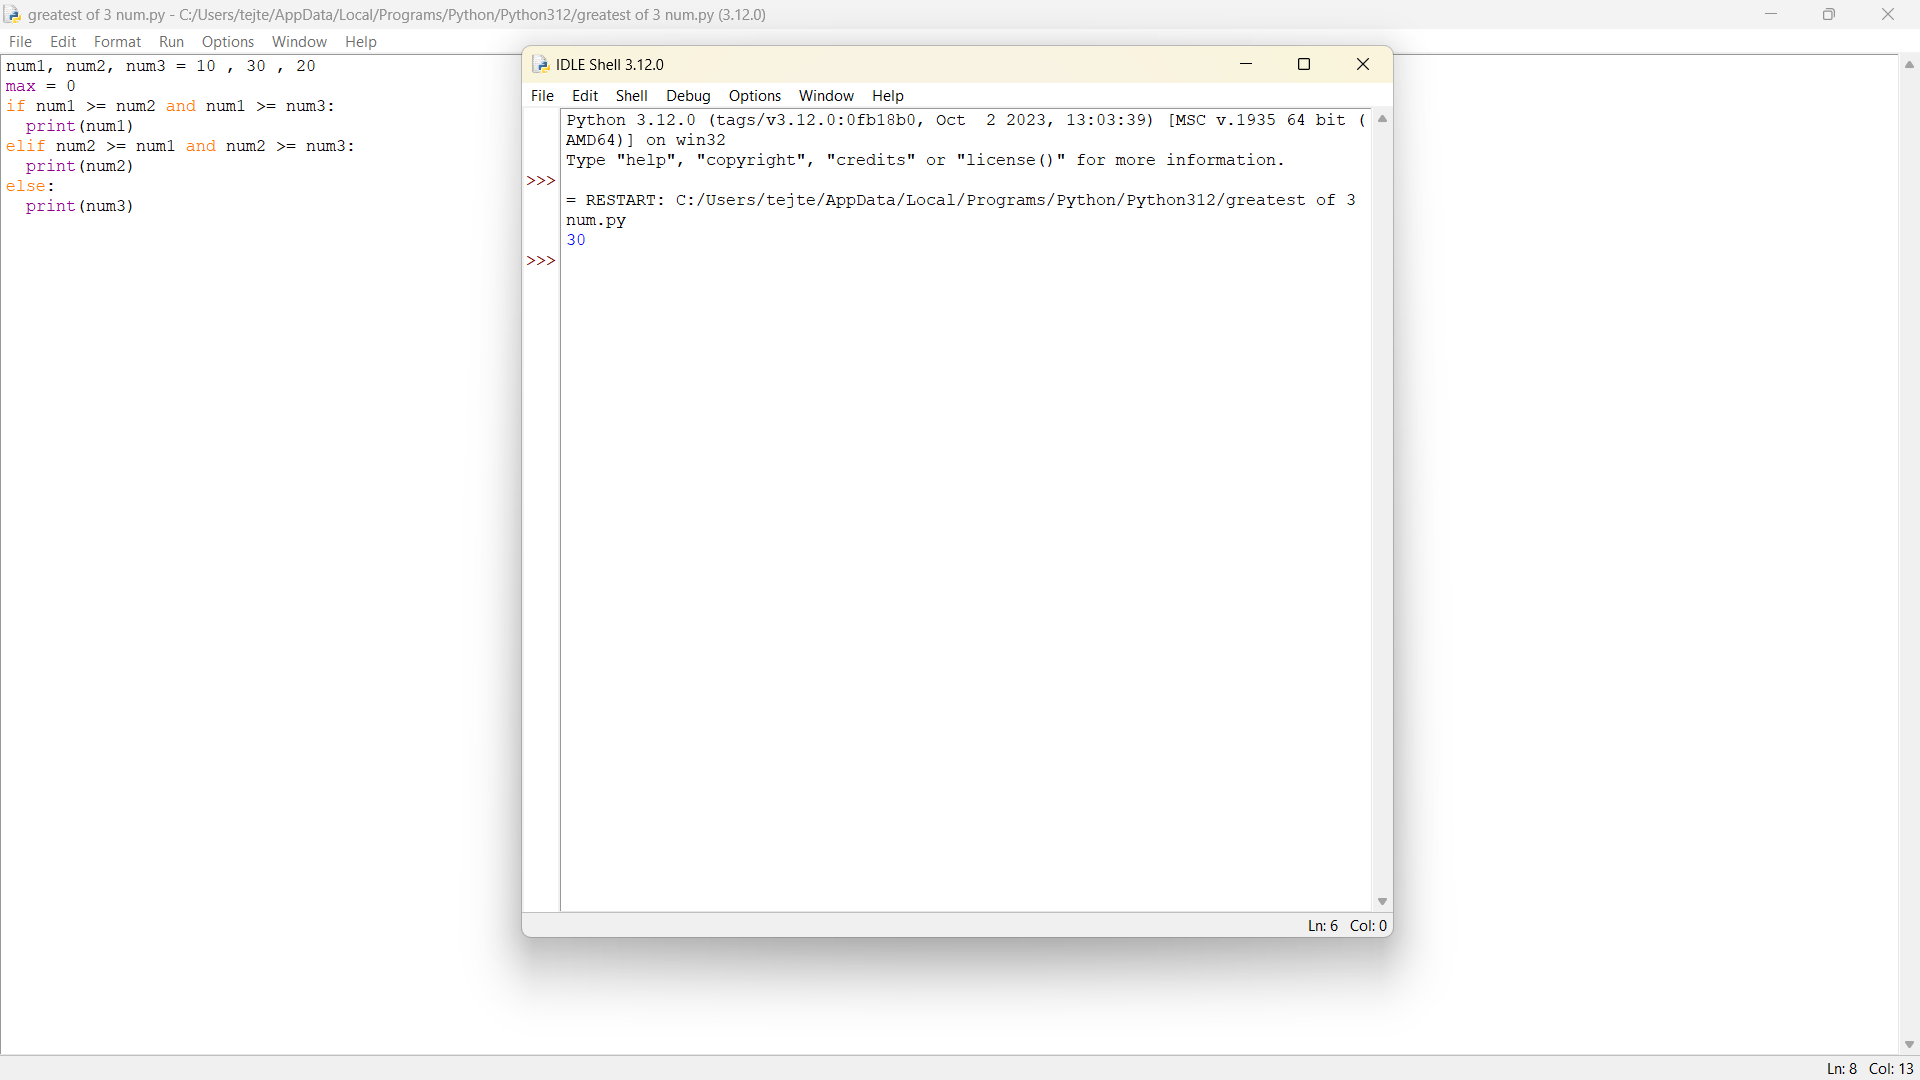 greatest of 3 num.py - C:/Users/tejte/AppData/Local/Programs/Python/Python312/greatest of 3 num.py (3.12.0)
File Edit Format Run Options Window Help
num1, num2, num3 = 10 , 30 , 20
max = 0
if num1 >= num2 and num1 >= num3:
  print(num1)
elif num2 >= num1 and num2 >= num3:
  print(num2)
else:
  print(num3)
IDLE Shell 3.12.0
File Edit Shell Debug Options Window Help
Python 3.12.0 (tags/v3.12.0:0fb18b0, Oct  2 2023, 13:03:39) [MSC v.1935 64 bit (
AMD64)] on win32
Type "help", "copyright", "credits" or "license()" for more information.
>>>
= RESTART: C:/Users/tejte/AppData/Local/Programs/Python/Python312/greatest of 3
num.py
30
>>>
Ln: 6 Col: 0
Ln: 8 Col: 13